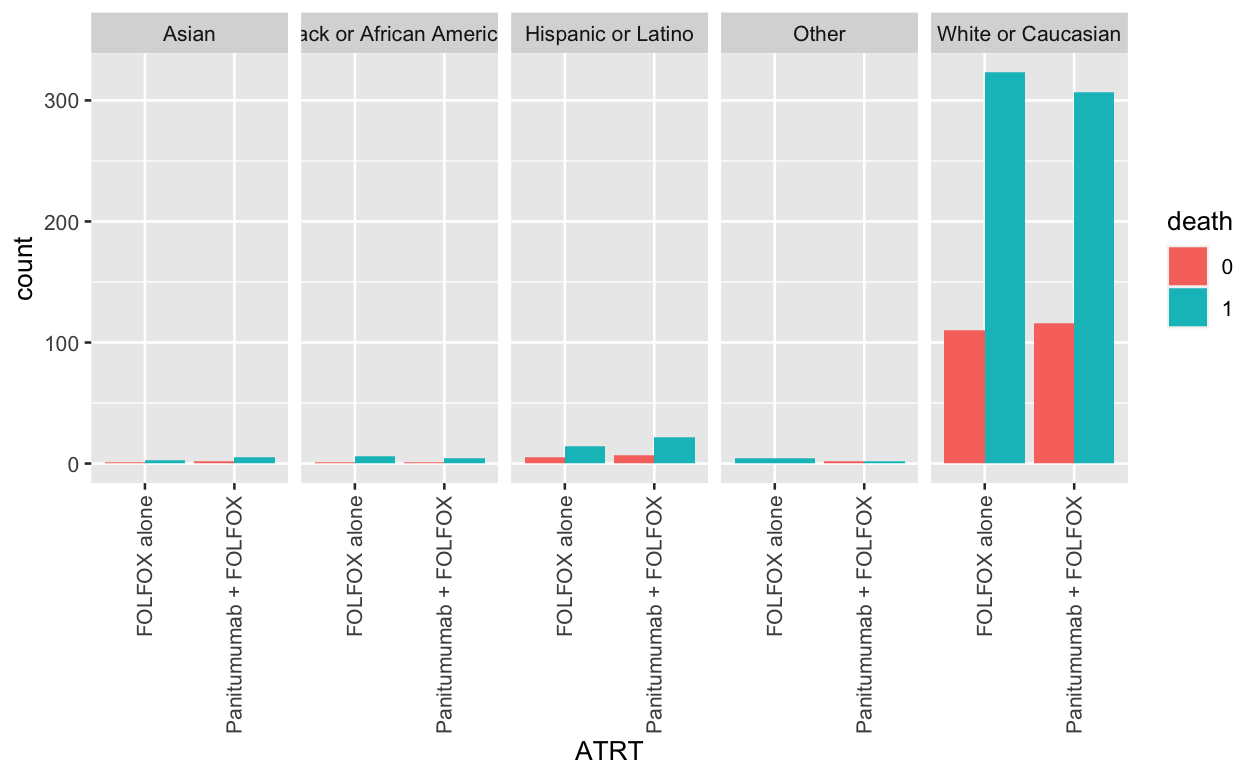 Asian
ack or African Americ
Hispanic or Latino
Other
White or Caucasian
300
200
100
0
count
FOLFOX alone
Panitumumab + FOLFOX
FOLFOX alone
Panitumumab + FOLFOX
FOLFOX alone
Panitumumab + FOLFOX
FOLFOX alone
Panitumumab + FOLFOX
FOLFOX alone
Panitumumab + FOLFOX
ATRT
death
0
1